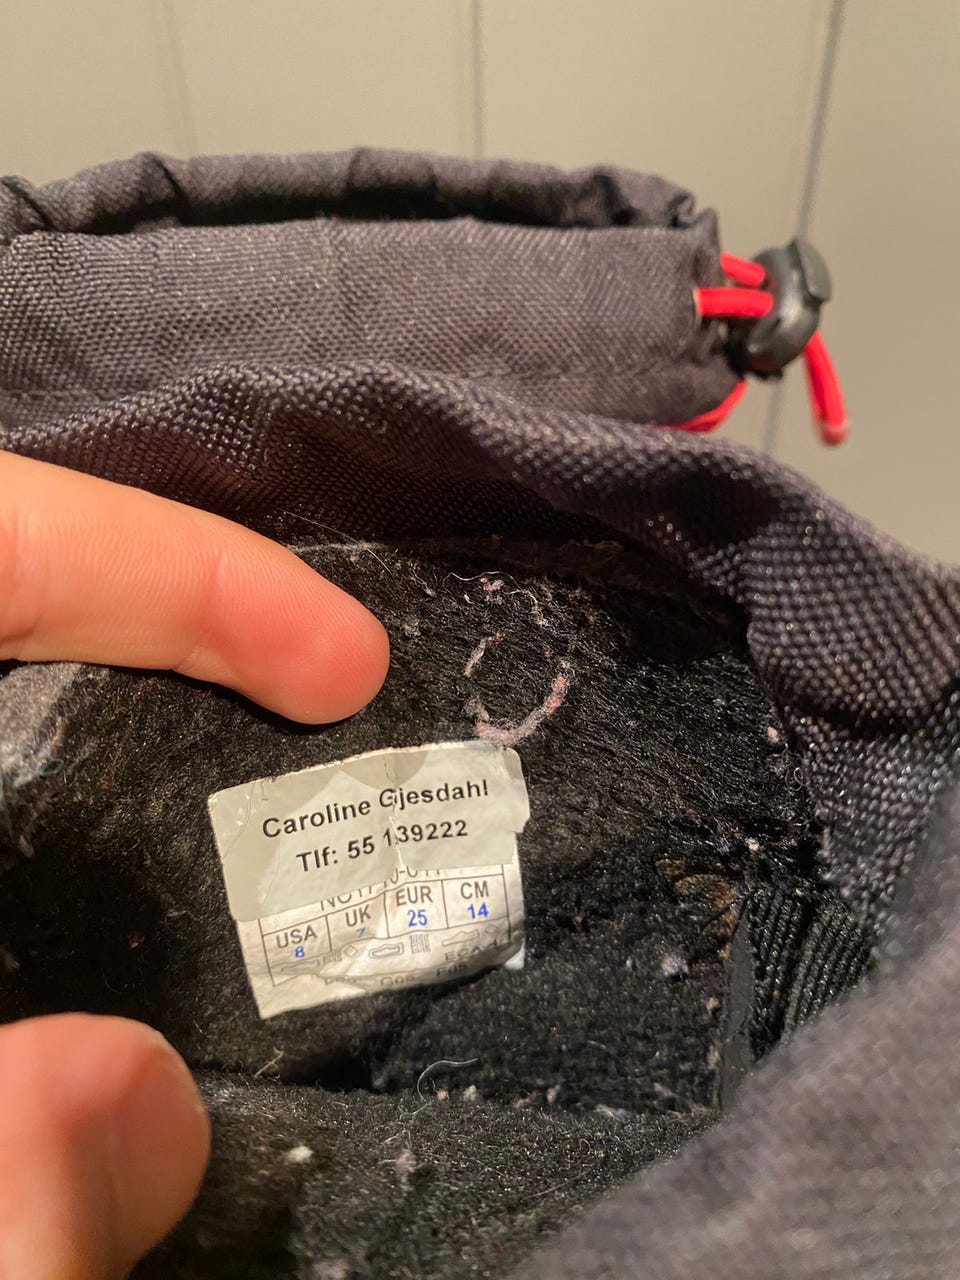 Caroline Gjesdahl
Tlf: 55 139222
USA UK EUR CM
8 7 25 14